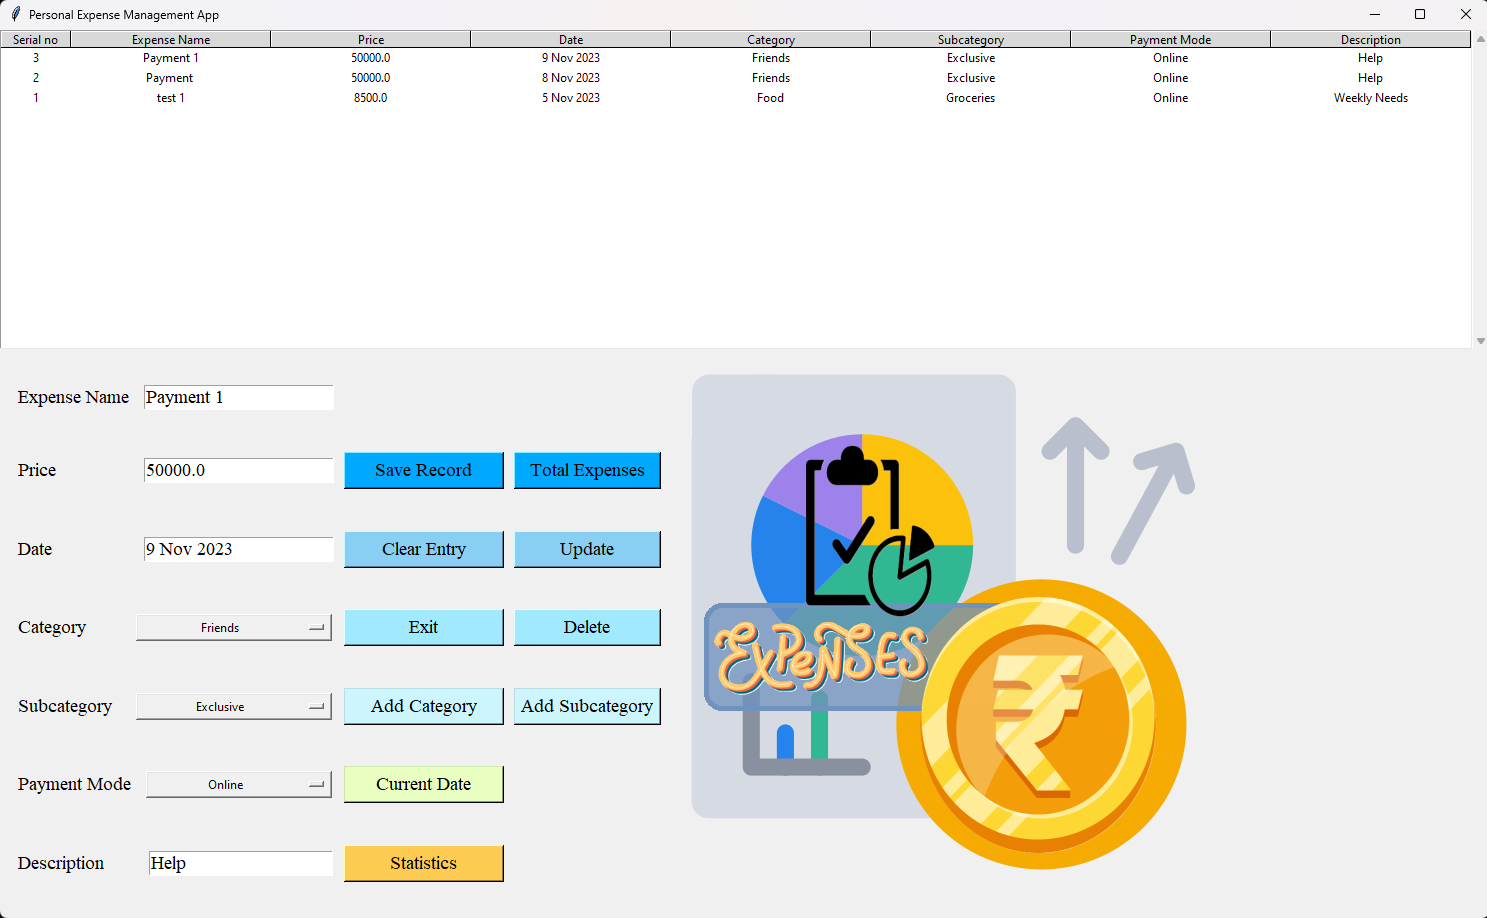 Personal Expense Management App
Serial no Expense Name Price Date Category Subcategory Payment Mode Description
3 Payment 1 50000.0 9 Nov 2023 Friends Exclusive Online Help
2 Payment 50000.0 8 Nov 2023 Friends Exclusive Online Help
1 test 1 8500.0 5 Nov 2023 Food Groceries Online Weekly Needs
Expense Name Payment 1
Price 50000.0 Save Record Total Expenses
Date 9 Nov 2023 Clear Entry Update
Category Friends Exit Delete
Subcategory Exclusive Add Category Add Subcategory
Payment Mode Online Current Date
Description Help Statistics
EXPENSES
₹